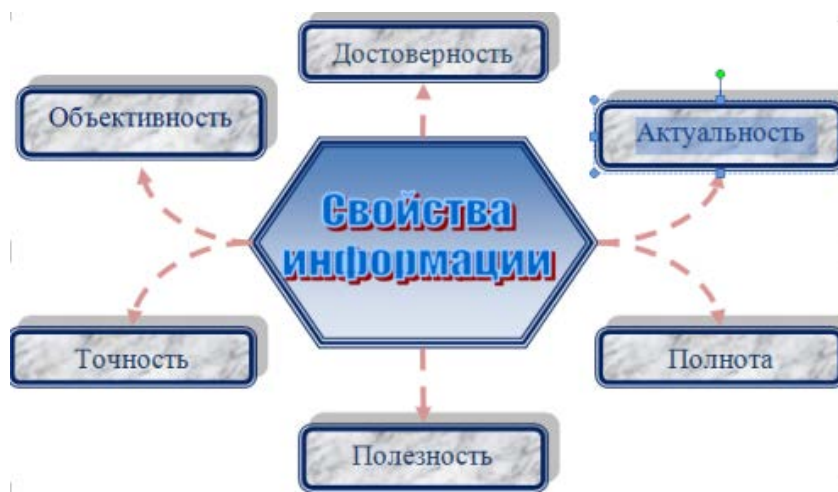 Достоверность
Объективность
Актуальность
Свойства
информации
Точность
Полнота
Полезность